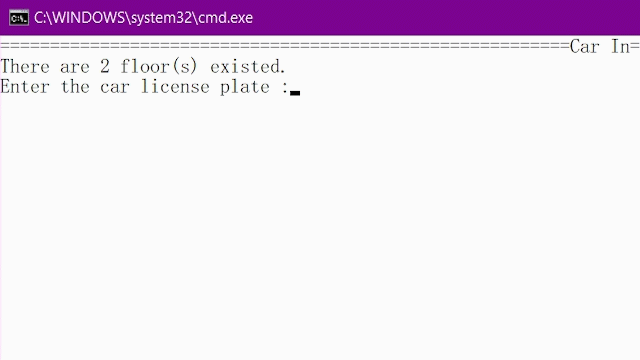 C:\WINDOWS\system32\cmd.exe
=========================================================Car In=
There are 2 floor(s) existed.
Enter the car license plate :